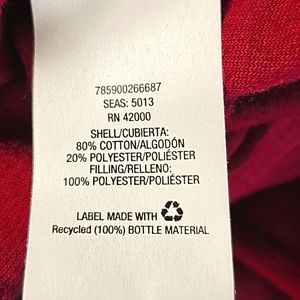 785900266687
SEAS: 5013
RN 42000
SHELL/CUBIERTA:
80% COTTON/ALGODÓN
20% POLYESTER/POLIÉSTER
FILLING/RELLENO:
100% POLYESTER/POLIÉSTER
LABEL MADE WITH
Recycled (100%) BOTTLE MATERIAL